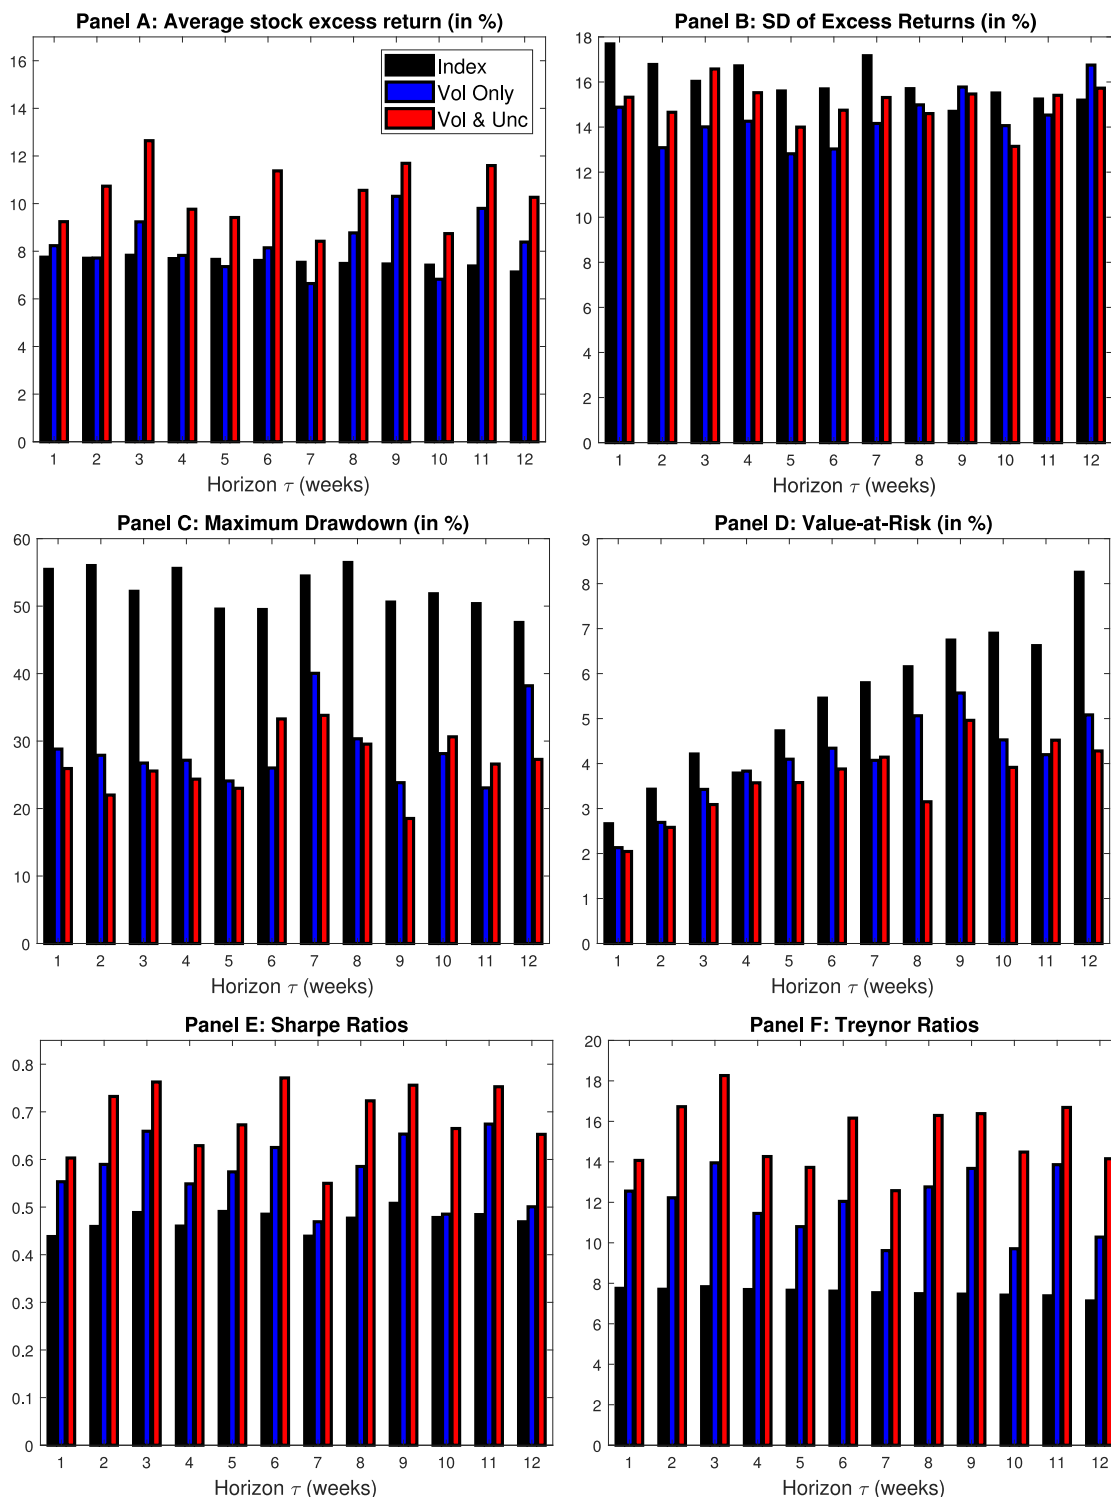 Panel A: Average stock excess return (in %)
16
14
12
10
8
6
4
2
0
Index
Vol Only
Vol & Unc
1 2 3 4 5 6 7 8 9 10 11 12
Horizon τ (weeks)
Panel B: SD of Excess Returns (in %)
18
16
14
12
10
8
6
4
2
0
1 2 3 4 5 6 7 8 9 10 11 12
Horizon τ (weeks)
Panel C: Maximum Drawdown (in %)
60
50
40
30
20
10
0
1 2 3 4 5 6 7 8 9 10 11 12
Horizon τ (weeks)
Panel D: Value-at-Risk (in %)
9
8
7
6
5
4
3
2
1
0
1 2 3 4 5 6 7 8 9 10 11 12
Horizon τ (weeks)
Panel E: Sharpe Ratios
0.8
0.7
0.6
0.5
0.4
0.3
0.2
0.1
0
1 2 3 4 5 6 7 8 9 10 11 12
Horizon τ (weeks)
Panel F: Treynor Ratios
20
18
16
14
12
10
8
6
4
2
0
1 2 3 4 5 6 7 8 9 10 11 12
Horizon τ (weeks)